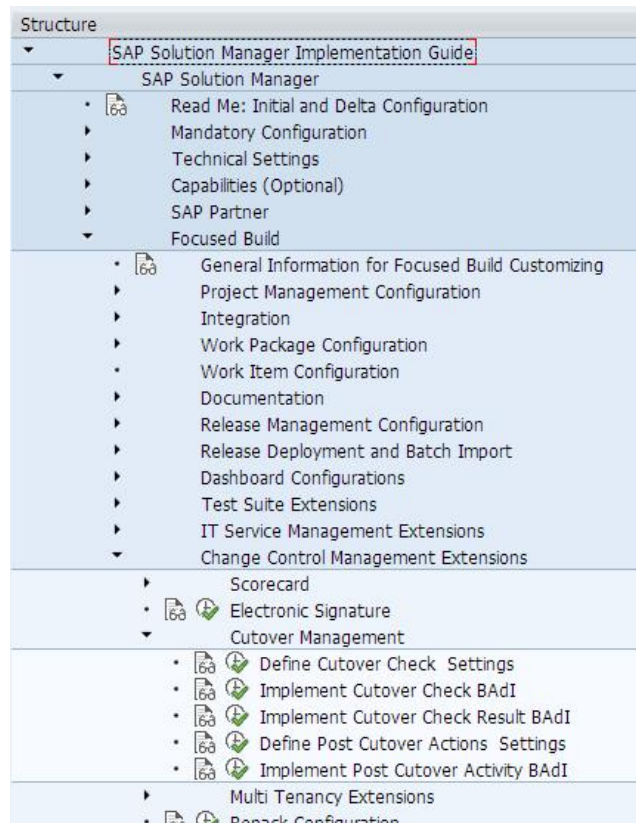 Structure
SAP Solution Manager Implementation Guide
SAP Solution Manager
Read Me: Initial and Delta Configuration
Mandatory Configuration
Technical Settings
Capabilities (Optional)
SAP Partner
Focused Build
General Information for Focused Build Customizing
Project Management Configuration
Integration
Work Package Configuration
Work Item Configuration
Documentation
Release Management Configuration
Release Deployment and Batch Import
Dashboard Configurations
Test Suite Extensions
IT Service Management Extensions
Change Control Management Extensions
Scorecard
Electronic Signature
Cutover Management
Define Cutover Check Settings
Implement Cutover Check BAdI
Implement Cutover Check Result BAdI
Define Post Cutover Actions Settings
Implement Post Cutover Activity BAdI
Multi Tenancy Extensions
Repack Configuration